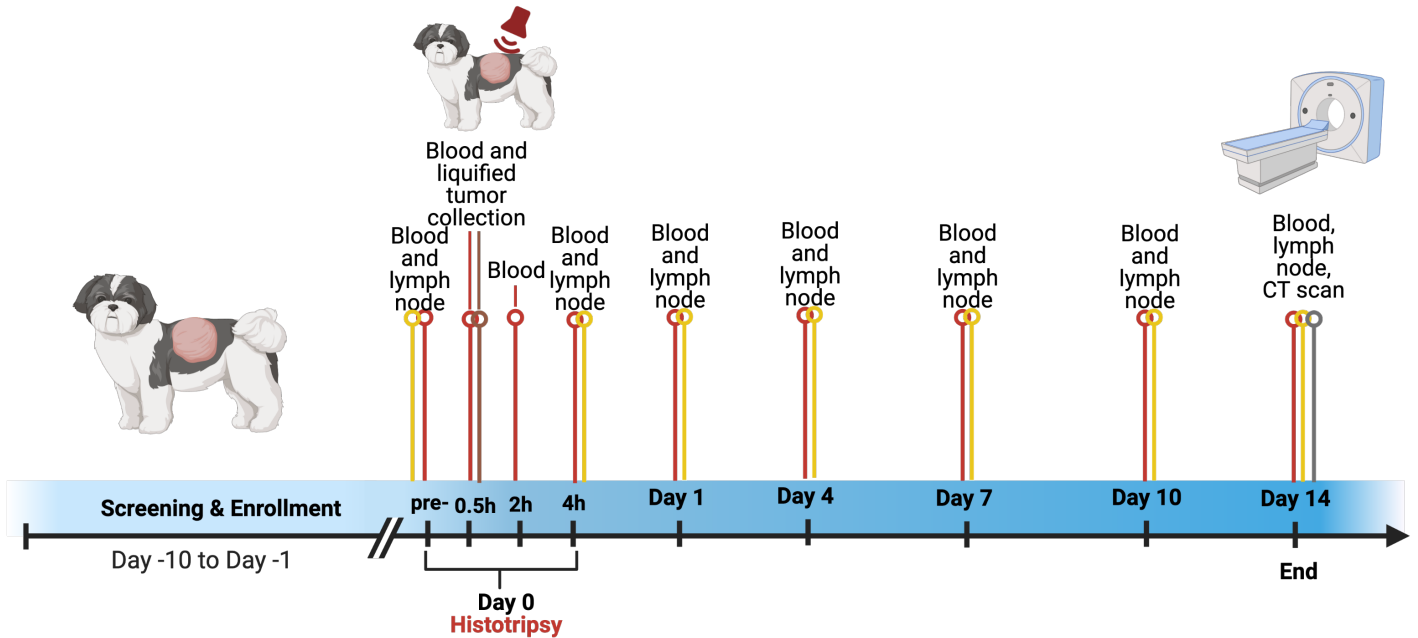 Blood and
liquified
tumor
collection
Blood
and
lymph
node
Blood
Blood
and
lymph
node
Blood
and
lymph
node
Blood
and
lymph
node
Blood
and
lymph
node
Blood
and
lymph
node
Blood,
lymph
node,
CT scan
Screening & Enrollment
pre-
0.5h
2h
4h
Day 1
Day 4
Day 7
Day 10
Day 14
Day -10 to Day -1
End
Day 0
Histotripsy